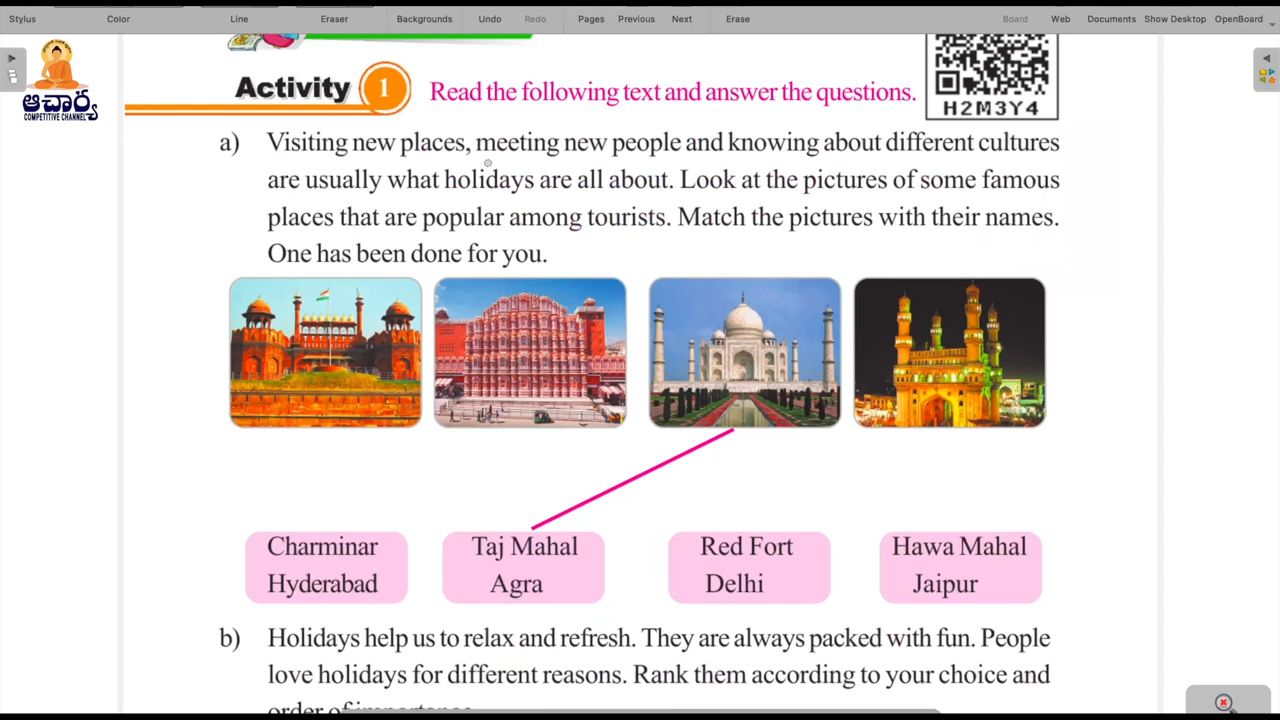 Stylus Color Line Eraser Backgrounds Undo Redo Pages Previous Next Erase Board Web Documents Show Desktop OpenBoard
ఆచార్య
COMPETITIVE CHANNEL
Activity 1 Read the following text and answer the questions.
H2M3Y4
a) Visiting new places, meeting new people and knowing about different cultures
are usually what holidays are all about. Look at the pictures of some famous
places that are popular among tourists. Match the pictures with their names.
One has been done for you.
Charminar
Hyderabad
Taj Mahal
Agra
Red Fort
Delhi
Hawa Mahal
Jaipur
b) Holidays help us to relax and refresh. They are always packed with fun. People
love holidays for different reasons. Rank them according to your choice and
order of importance.